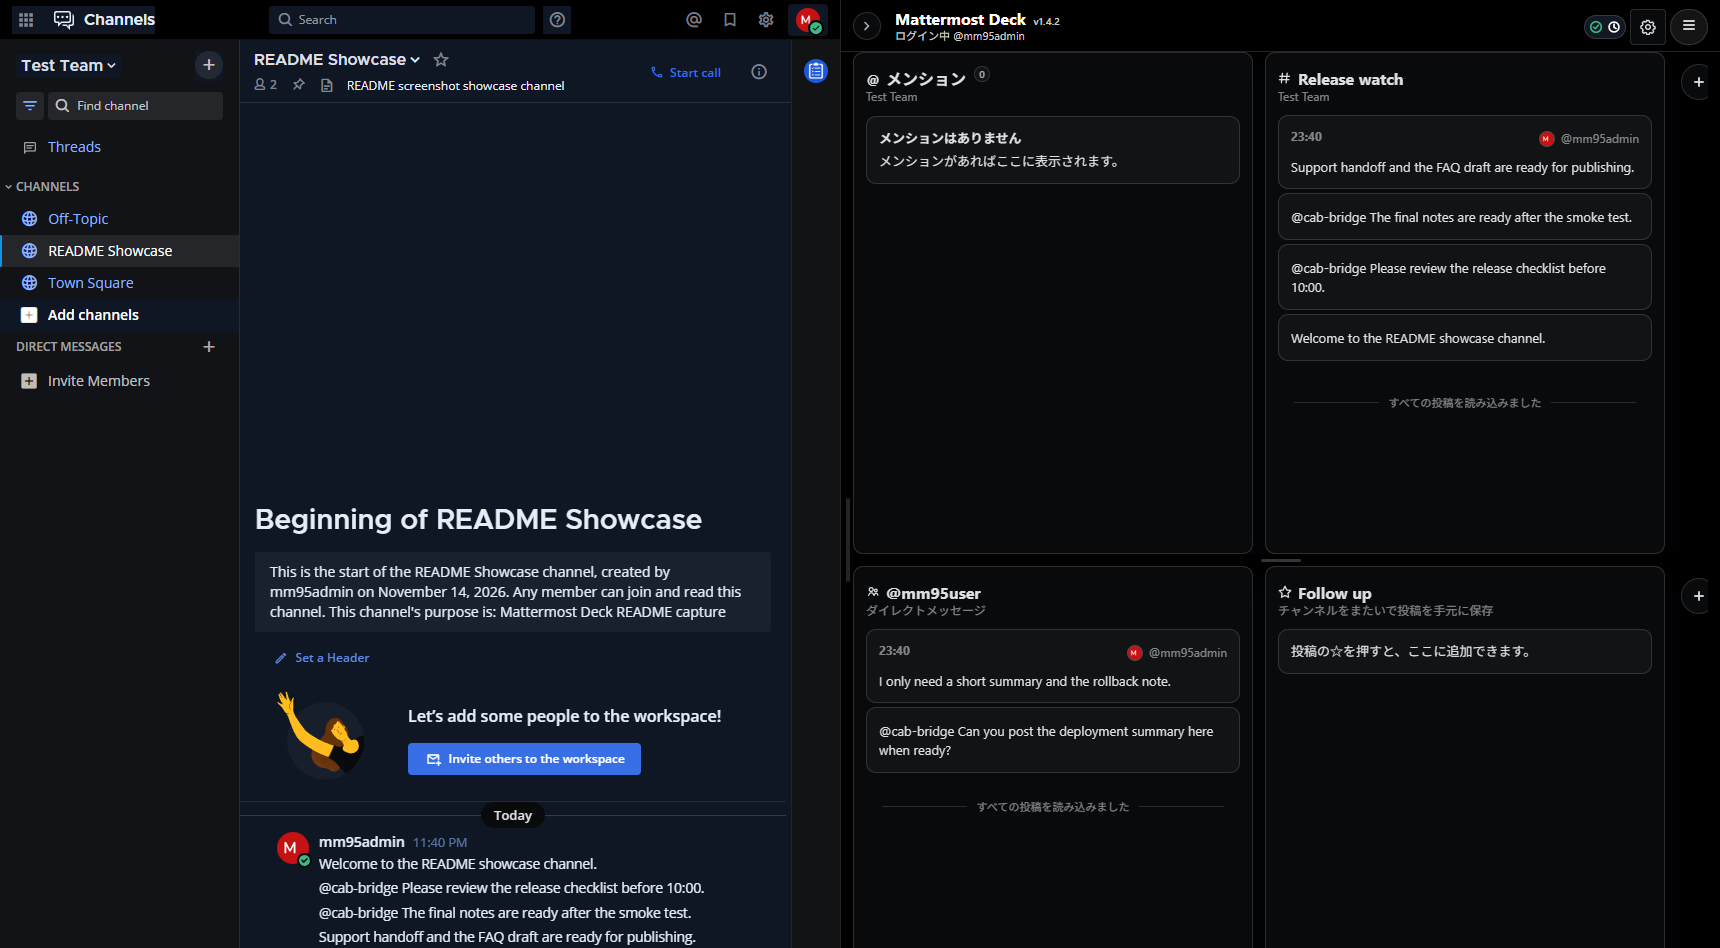 Channels
Search
Test Team
Find channel
Threads
CHANNELS
Off-Topic
README Showcase
Town Square
Add channels
DIRECT MESSAGES
Invite Members
README Showcase
2
README screenshot showcase channel
Start call
Beginning of README Showcase
This is the start of the README Showcase channel, created by
mm95admin on November 14, 2026. Any member can join and read this
channel. This channel's purpose is: Mattermost Deck README capture
Set a Header
Let’s add some people to the workspace!
Invite others to the workspace
Today
M
mm95admin 11:40 PM
Welcome to the README showcase channel.
@cab-bridge Please review the release checklist before 10:00.
@cab-bridge The final notes are ready after the smoke test.
Support handoff and the FAQ draft are ready for publishing.
M
Mattermost Deck v1.4.2
ログイン中 @mm95admin
@ メンション 0
Test Team
メンションはありません
メンションがあればここに表示されます。
# Release watch
Test Team
23:40 M @mm95admin
Support handoff and the FAQ draft are ready for publishing.
@cab-bridge The final notes are ready after the smoke test.
@cab-bridge Please review the release checklist before
10:00.
Welcome to the README showcase channel.
すべての投稿を読み込みました
@mm95user
ダイレクトメッセージ
23:40 M @mm95admin
I only need a short summary and the rollback note.
@cab-bridge Can you post the deployment summary here
when ready?
すべての投稿を読み込みました
Follow up
チャンネルをまたいで投稿を手元に保存
投稿の☆を押すと、ここに追加できます。